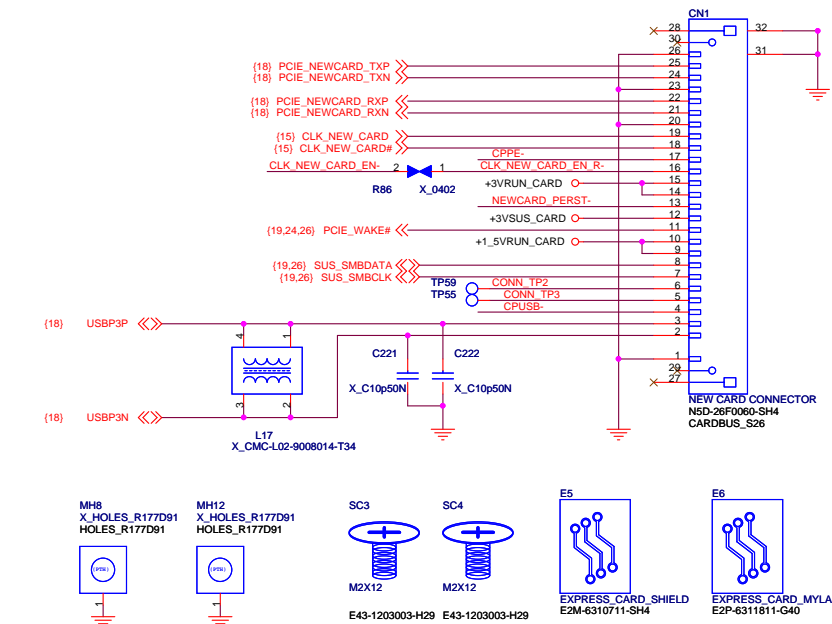 CN1
28
32
30
26
31
{18} PCIE_NEWCARD_TXP
25
{18} PCIE_NEWCARD_TXN
24
23
{18} PCIE_NEWCARD_RXP
22
{18} PCIE_NEWCARD_RXN
21
20
{15} CLK_NEW_CARD
19
{15} CLK_NEW_CARD#
18
CPPE-
17
CLK_NEW_CARD_EN-
2
1
CLK_NEW_CARD_EN_R-
16
R86
X_0402
+3VRUN_CARD
15
14
NEWCARD_PERST-
13
+3VSUS_CARD
12
{19,24,26} PCIE_WAKE#
11
+1_5VRUN_CARD
10
9
{19,26} SUS_SMBDATA
8
{19,26} SUS_SMBCLK
7
TP59
CONN_TP2
6
TP55
CONN_TP3
5
CPUSB-
4
{18} USBP3P
3
2
4
1
C221
C222
1
29
X_C10p50N
X_C10p50N
27
3
2
NEW CARD CONNECTOR
N5D-26F0060-SH4
CARDBUS_S26
{18} USBP3N
L17
X_CMC-L02-9008014-T34
MH8
X_HOLES_R177D91
HOLES_R177D91
(PTH)
1
MH12
X_HOLES_R177D91
HOLES_R177D91
(PTH)
1
SC3
M2X12
E43-1203003-H29
SC4
M2X12
E43-1203003-H29
E5
EXPRESS_CARD_SHIELD
E2M-6310711-SH4
E6
EXPRESS_CARD_MYLA
E2P-6311811-G40